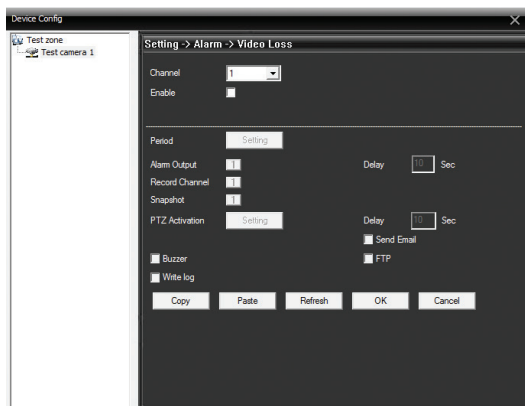 Device Config
Test zone
Test camera 1
Setting -> Alarm -> Video Loss
Channel 1
Enable
Period Setting
Alarm Output 1 Delay 10 Sec
Record Channel 1
Snapshot 1
PTZ Activation Setting Delay 10 Sec
Send Email
Buzzer FTP
Write log
Copy Paste Refresh OK Cancel